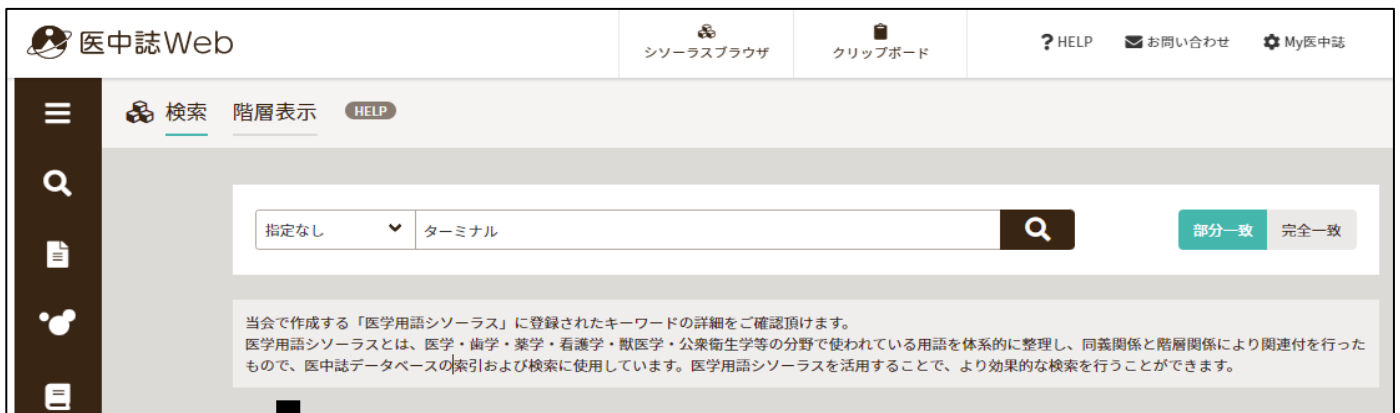 医中誌Web
シソーラスブラウザ
クリップボード
? HELP
お問い合わせ
My医中誌
検索 階層表示 HELP
指定なし ターミナル 部分一致 完全一致
当会で作成する「医学用語シソーラス」に登録されたキーワードの詳細をご確認頂けます。
医学用語シソーラスとは、医学・歯学・薬学・看護学・獣医学・公衆衛生学等の分野で使われている用語を体系的に整理し、同義関係と階層関係により関連付を行った
もので、医中誌データベースの索引および検索に使用しています。医学用語シソーラスを活用することで、より効果的な検索を行うことができます。